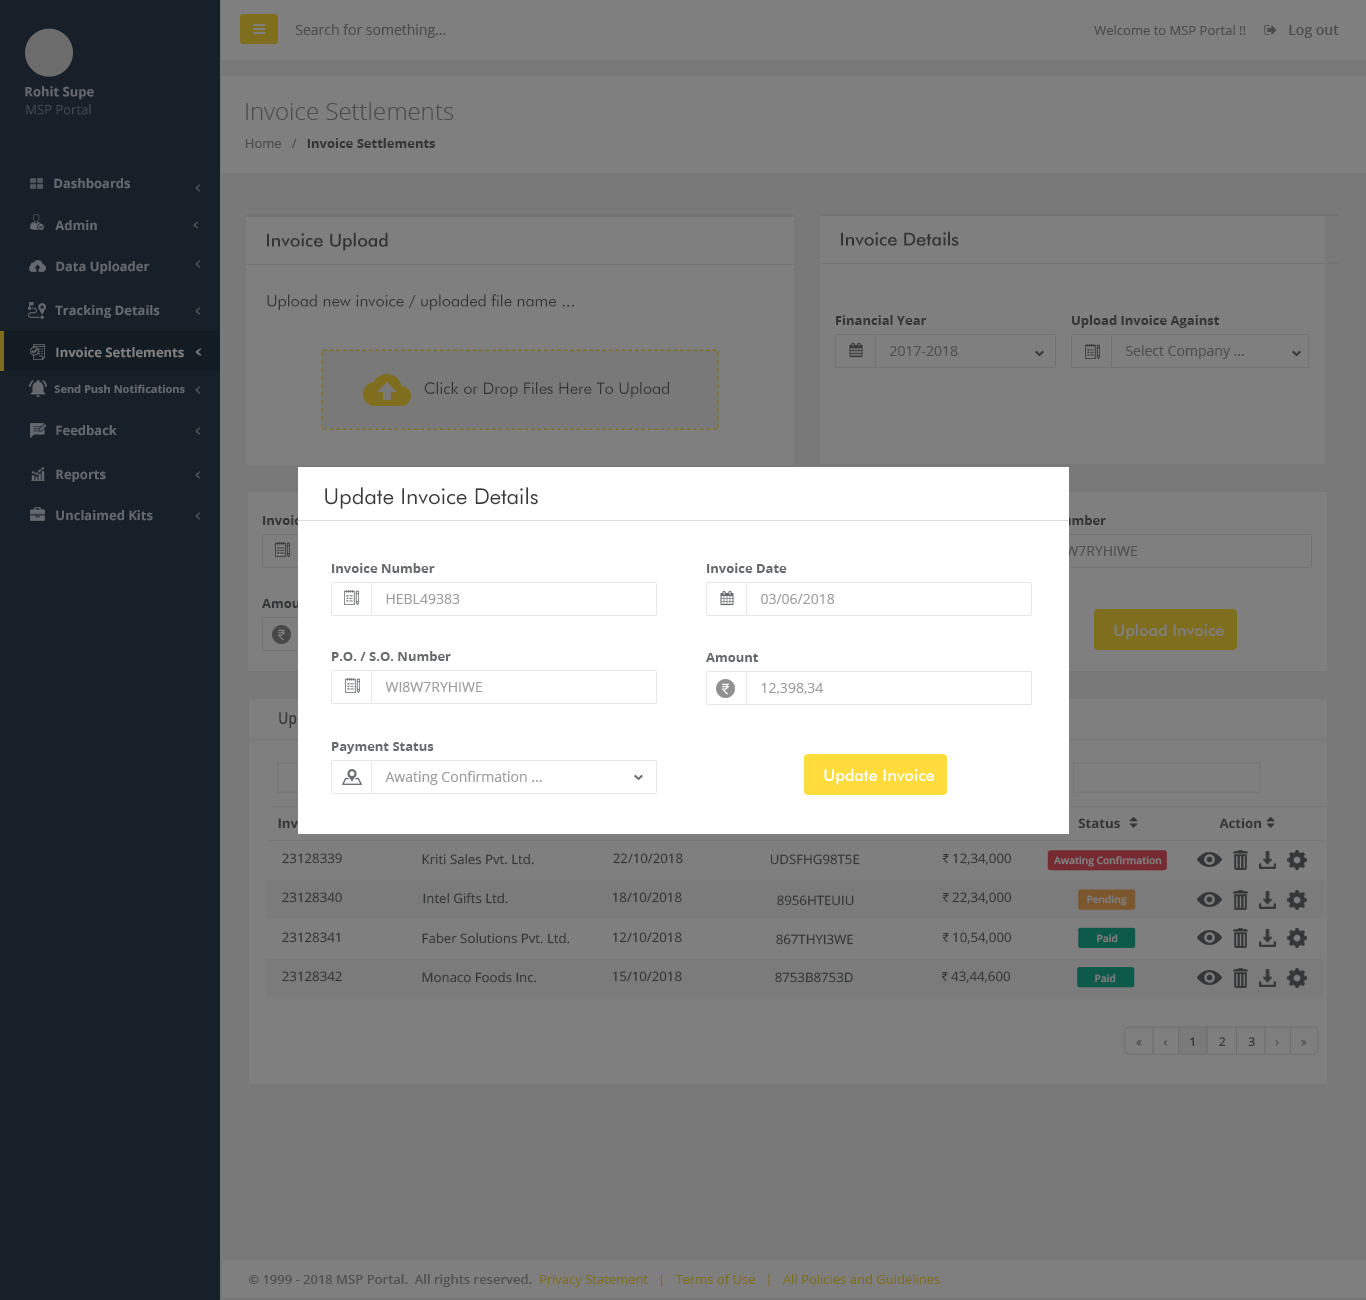 Rohit Supe
MSP Portal
Dashboards
Admin
Data Uploader
Tracking Details
Invoice Settlements
Send Push Notifications
Feedback
Reports
Unclaimed Kits
Search for something...
Welcome to MSP Portal !!
Log out
Invoice Settlements
Home / Invoice Settlements
Invoice Upload
Upload new invoice / uploaded file name ...
Click or Drop Files Here To Upload
Invoice Details
Financial Year
2017-2018
Upload Invoice Against
Select Company ...
Upload Invoice
Update Invoice Details
Invoice Number
HEBL49383
Invoice Date
03/06/2018
P.O. / S.O. Number
WI8W7RYHIWE
Amount
12,398,34
Payment Status
Awating Confirmation ...
Update Invoice
Status Action
23128339 Kriti Sales Pvt. Ltd. 22/10/2018 UDSFHG98T5E ₹ 12,34,000 Awating Confirmation
23128340 Intel Gifts Ltd. 18/10/2018 8956HTEUIU ₹ 22,34,000 Pending
23128341 Faber Solutions Pvt. Ltd. 12/10/2018 867THYI3WE ₹ 10,54,000 Paid
23128342 Monaco Foods Inc. 15/10/2018 8753B8753D ₹ 43,44,600 Paid
« ‹ 1 2 3 › »
© 1999 - 2018 MSP Portal. All rights reserved. Privacy Statement | Terms of Use | All Policies and Guidelines